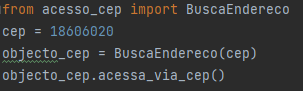 from acesso_cep import BuscaEndereco
cep = 18606020
objecto_cep = BuscaEndereco(cep)
objecto_cep.acessa_via_cep()